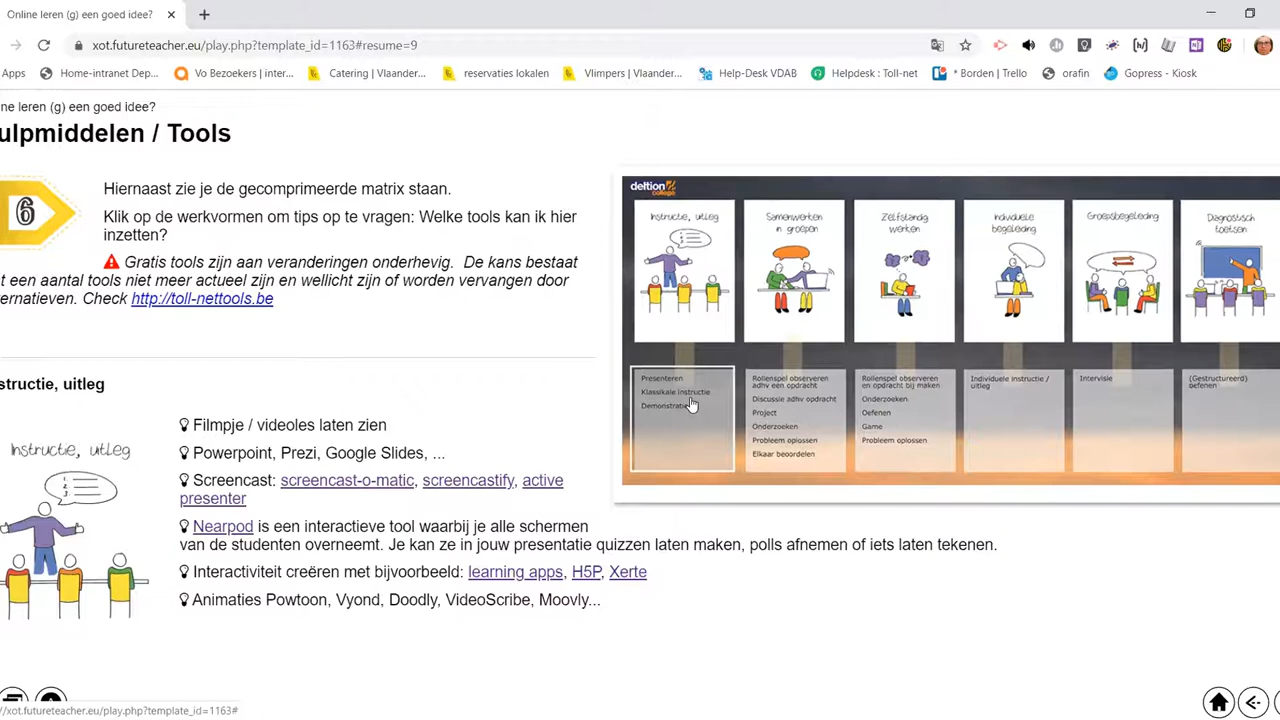 Online leren (g) een goed idee?
xot.futureteacher.eu/play.php?template_id=1163#resume=9
Apps
Home-intranet Dep...
Vo Bezoekers | inter...
Catering | Vlaander...
reservaties lokalen
Vlimpers | Vlaander...
Help-Desk VDAB
Helpdesk : Toll-net
* Borden | Trello
orafin
Gopress - Kiosk
ne leren (g) een goed idee?
ulpmiddelen / Tools
6
Hiernaast zie je de gecomprimeerde matrix staan.
Klik op de werkvormen om tips op te vragen: Welke tools kan ik hier
inzetten?
Gratis tools zijn aan veranderingen onderhevig. De kans bestaat
t een aantal tools niet meer actueel zijn en wellicht zijn of worden vervangen door
ernatieven. Check http://toll-nettools.be
deltion
college
Instructie, uitleg
Samenwerken
in groepen
Zelfstandig
werken
Individuele
begeleiding
Groepsbegeleiding
Diagnostisch
toetsen
Presenteren
Klassikale instructie
Demonstratie
Rollenspel observeren
adhv een opdracht
Discussie adhv opdracht
Project
Onderzoeken
Probleem oplossen
Elkaar beoordelen
Rollenspel observeren
en opdracht bij maken
Onderzoeken
Oefenen
Game
Probleem oplossen
Individuele instructie /
uitleg
Intervisie
(Gestructureerd)
oefenen
structie, uitleg
Instructie, uitleg
Filmpje / videoles laten zien
Powerpoint, Prezi, Google Slides, ...
Screencast: screencast-o-matic, screencastify, active
presenter
Nearpod is een interactieve tool waarbij je alle schermen
van de studenten overneemt. Je kan ze in jouw presentatie quizzen laten maken, polls afnemen of iets laten tekenen.
Interactiviteit creëren met bijvoorbeeld: learning apps, H5P, Xerte
Animaties Powtoon, Vyond, Doodly, VideoScribe, Moovly...
//xot.futureteacher.eu/play.php?template_id=1163#